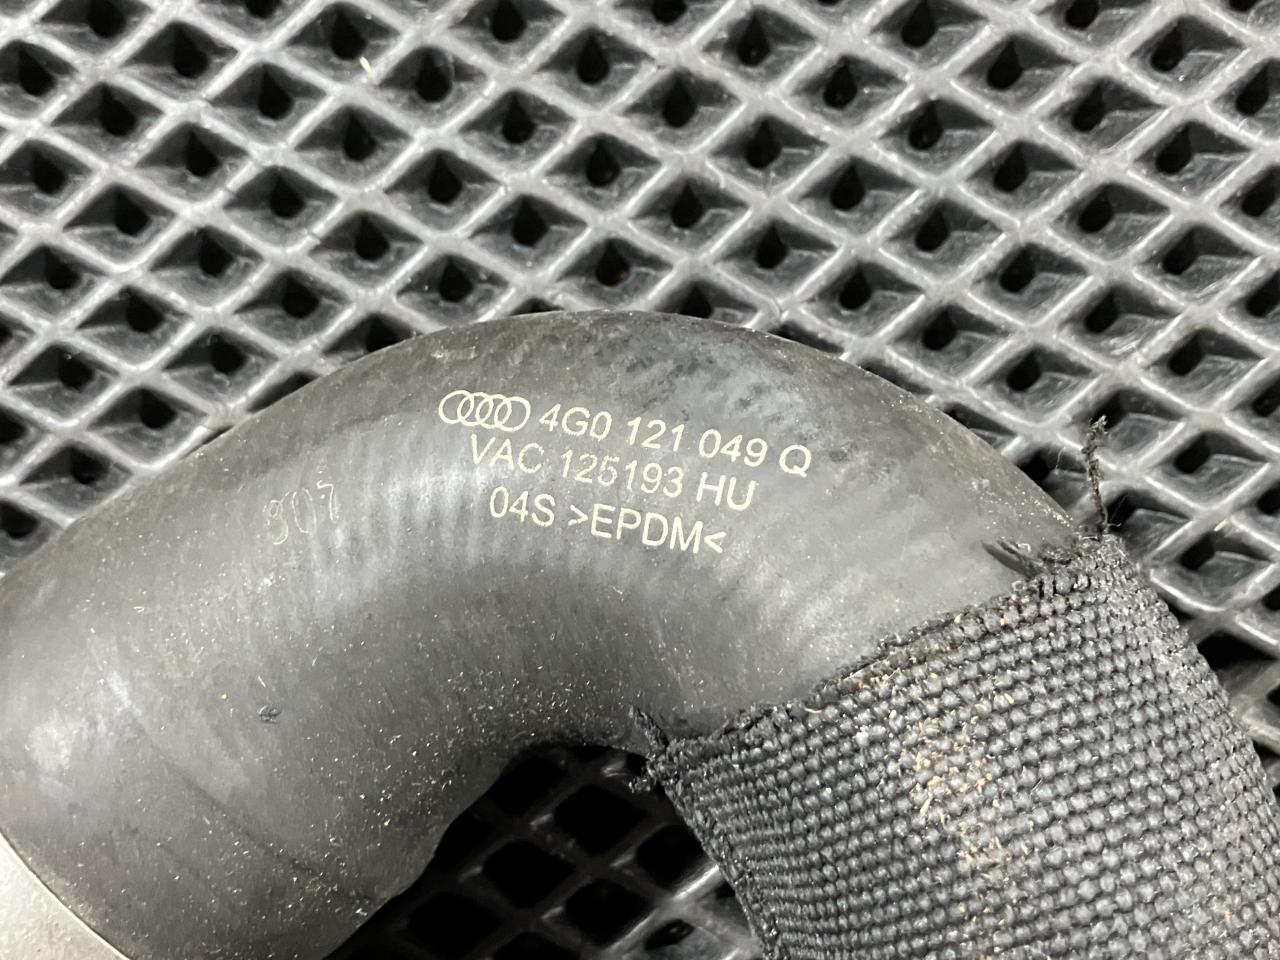 4G0 121 049 Q
VAC 125193 HU
04S >EPDM<